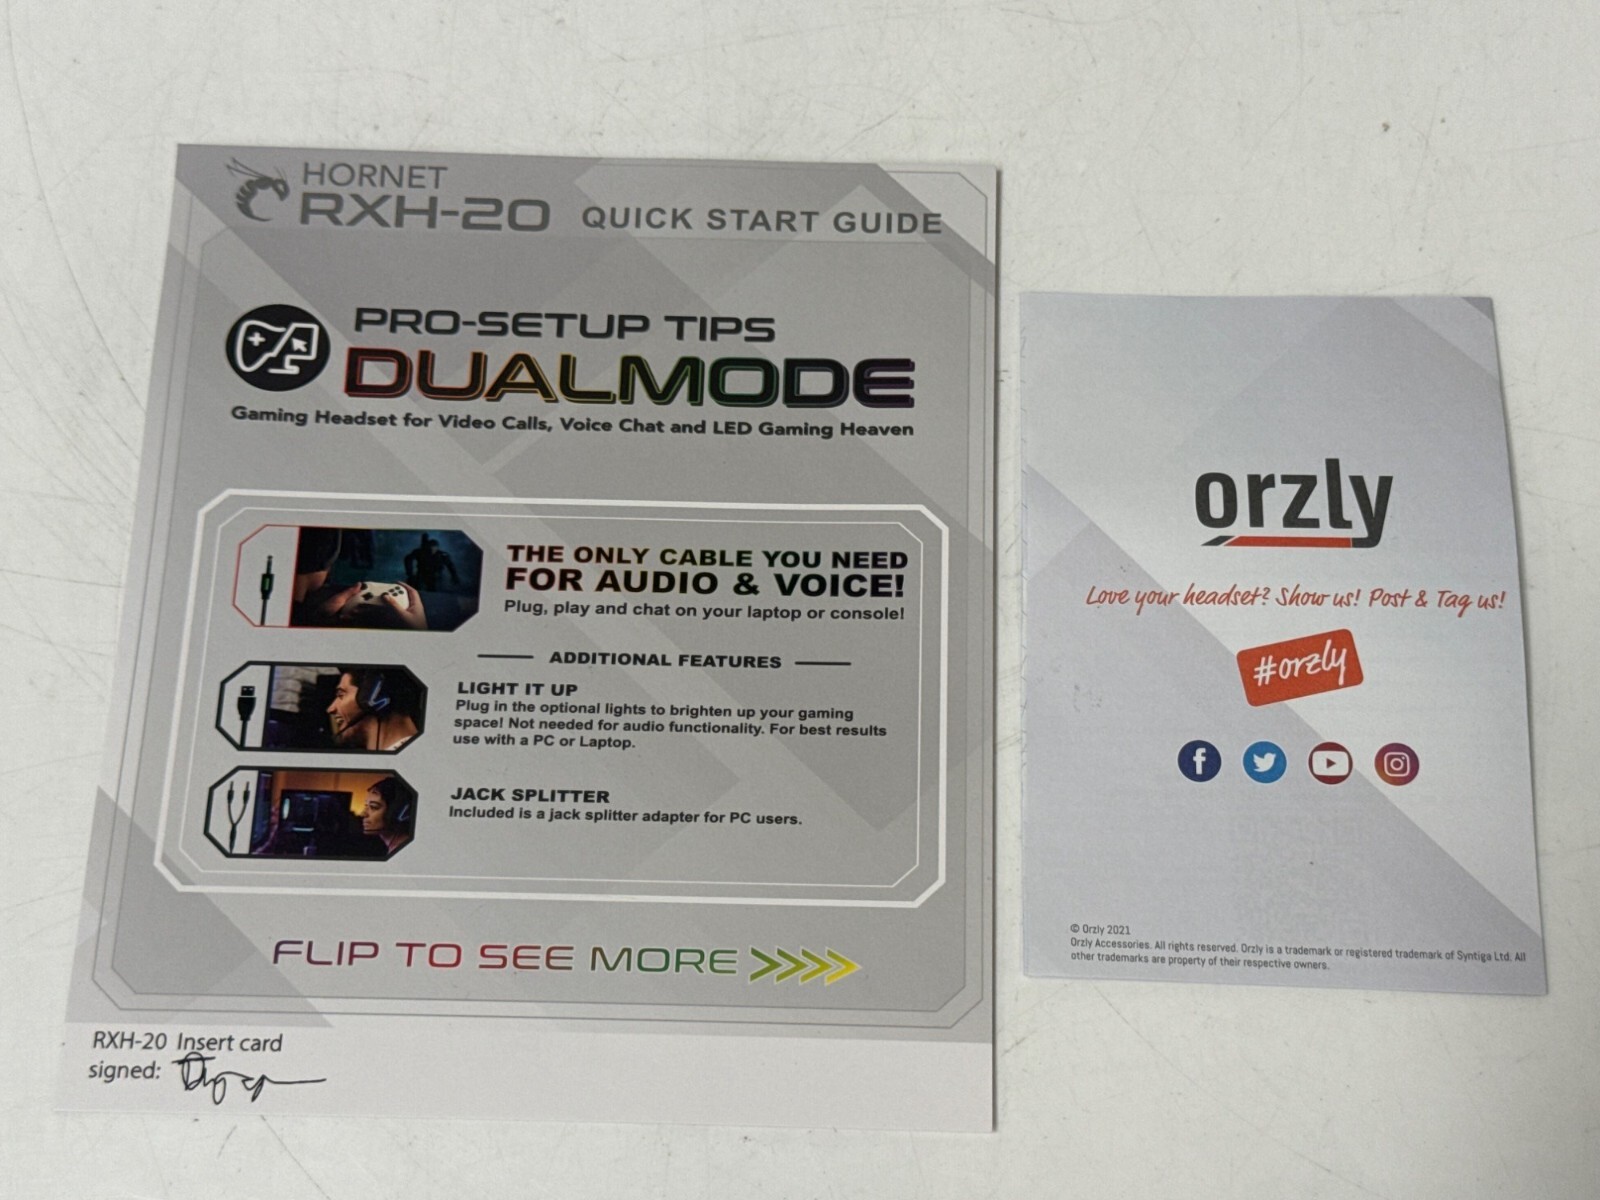 HORNET
RXH-20 QUICK START GUIDE
PRO-SETUP TIPS
DUALMODE
Gaming Headset for Video Calls, Voice Chat and LED Gaming Heaven
THE ONLY CABLE YOU NEED
FOR AUDIO & VOICE!
Plug, play and chat on your laptop or console!
ADDITIONAL FEATURES
LIGHT IT UP
Plug in the optional lights to brighten up your gaming
space! Not needed for audio functionality. For best results
use with a PC or Laptop.
JACK SPLITTER
Included is a jack splitter adapter for PC users.
FLIP TO SEE MORE
RXH-20 Insert card
signed:
orzly
Love your headset? Show us! Post & Tag us!
#orzly
© Orzly 2021
Orzly Accessories. All rights reserved. Orzly is a trademark or registered trademark of Syntiga Ltd. All
other trademarks are property of their respective owners.